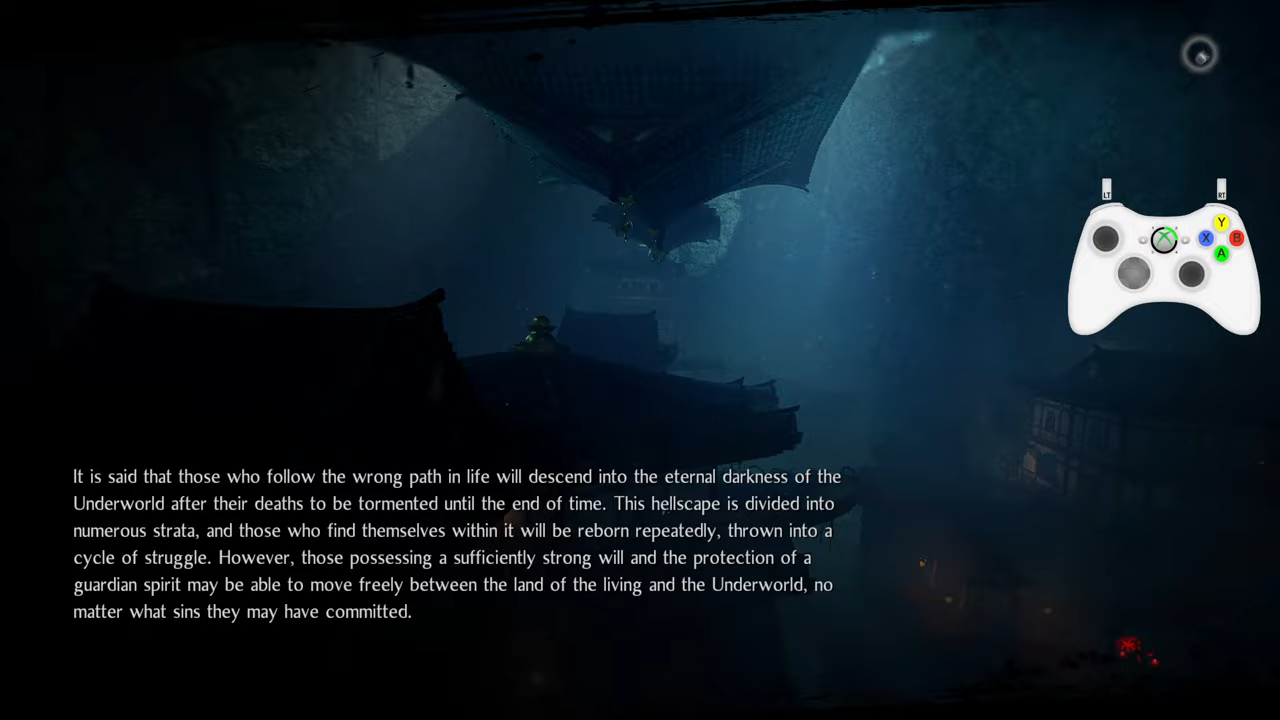 LT
RT
Y
X
B
A
It is said that those who follow the wrong path in life will descend into the eternal darkness of the
Underworld after their deaths to be tormented until the end of time. This hellscape is divided into
numerous strata, and those who find themselves within it will be reborn repeatedly, thrown into a
cycle of struggle. However, those possessing a sufficiently strong will and the protection of a
guardian spirit may be able to move freely between the land of the living and the Underworld, no
matter what sins they may have committed.